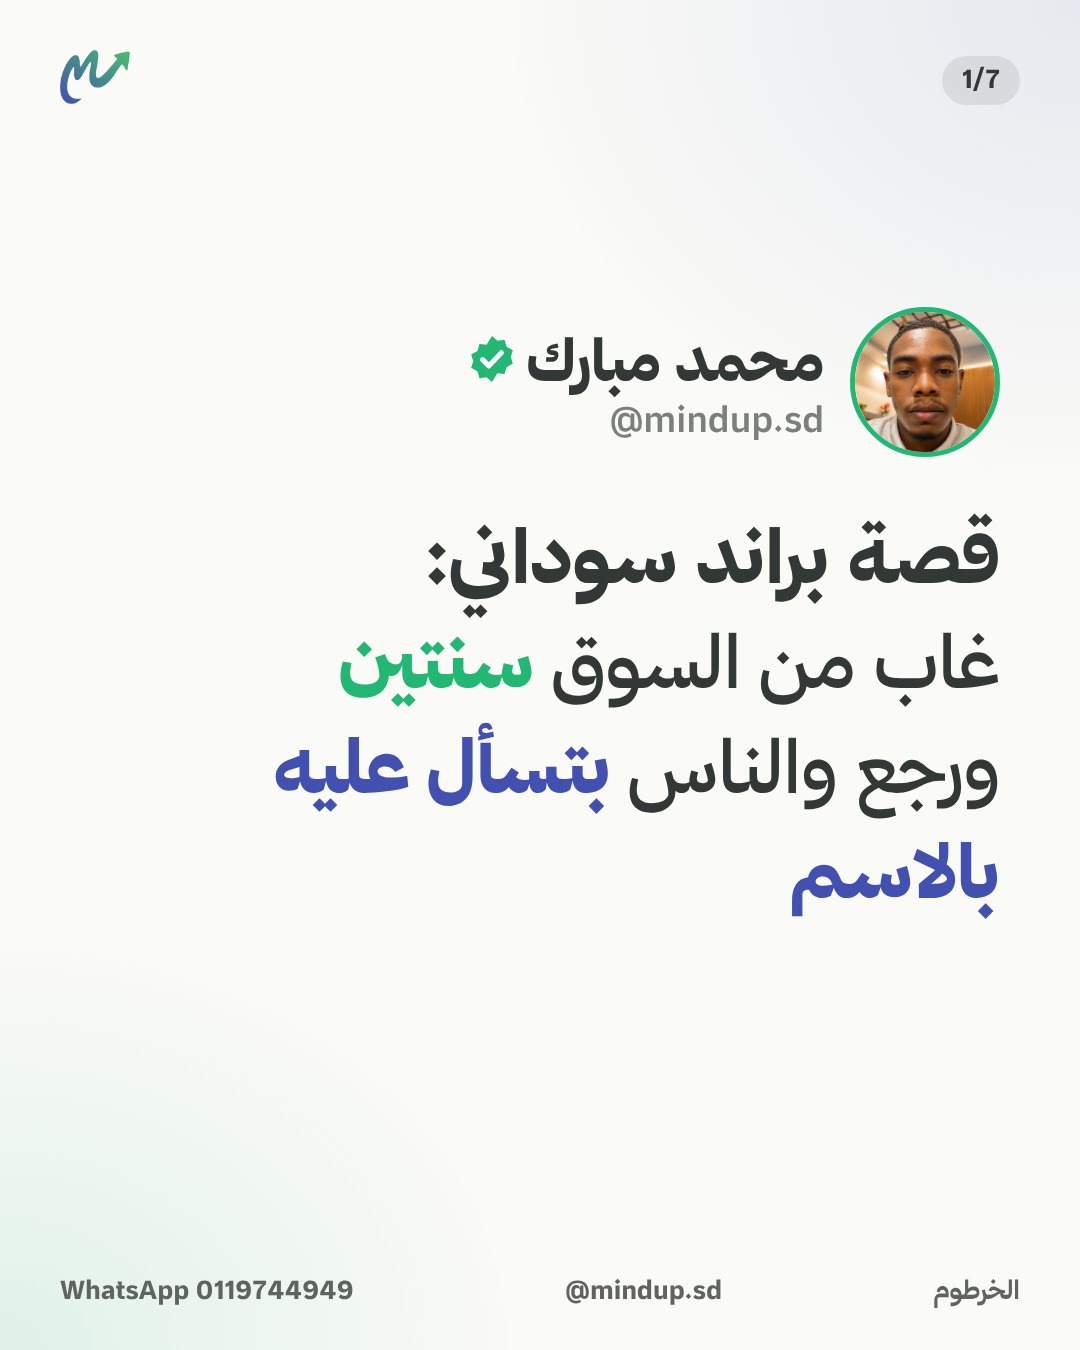 1/7
محمد مبارك
@mindup.sd
قصة براند سوداني:
غاب من السوق سنتين
ورجع والناس بتسأل عليه
بالاسم
الخرطوم
@mindup.sd
WhatsApp 0119744949